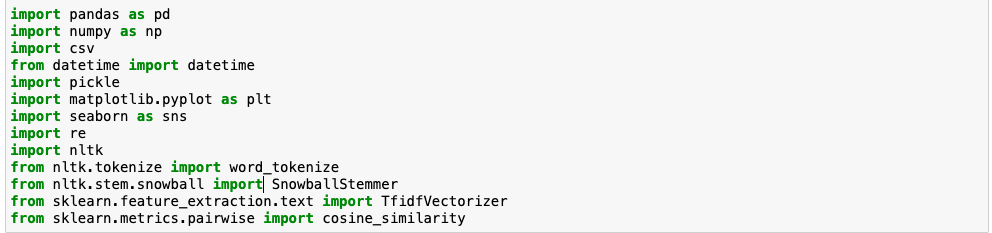 import pandas as pd
import numpy as np
import csv
from datetime import datetime
import pickle
import matplotlib.pyplot as plt
import seaborn as sns
import re
import nltk
from nltk.tokenize import word_tokenize
from nltk.stem.snowball import SnowballStemmer
from sklearn.feature_extraction.text import TfidfVectorizer
from sklearn.metrics.pairwise import cosine_similarity